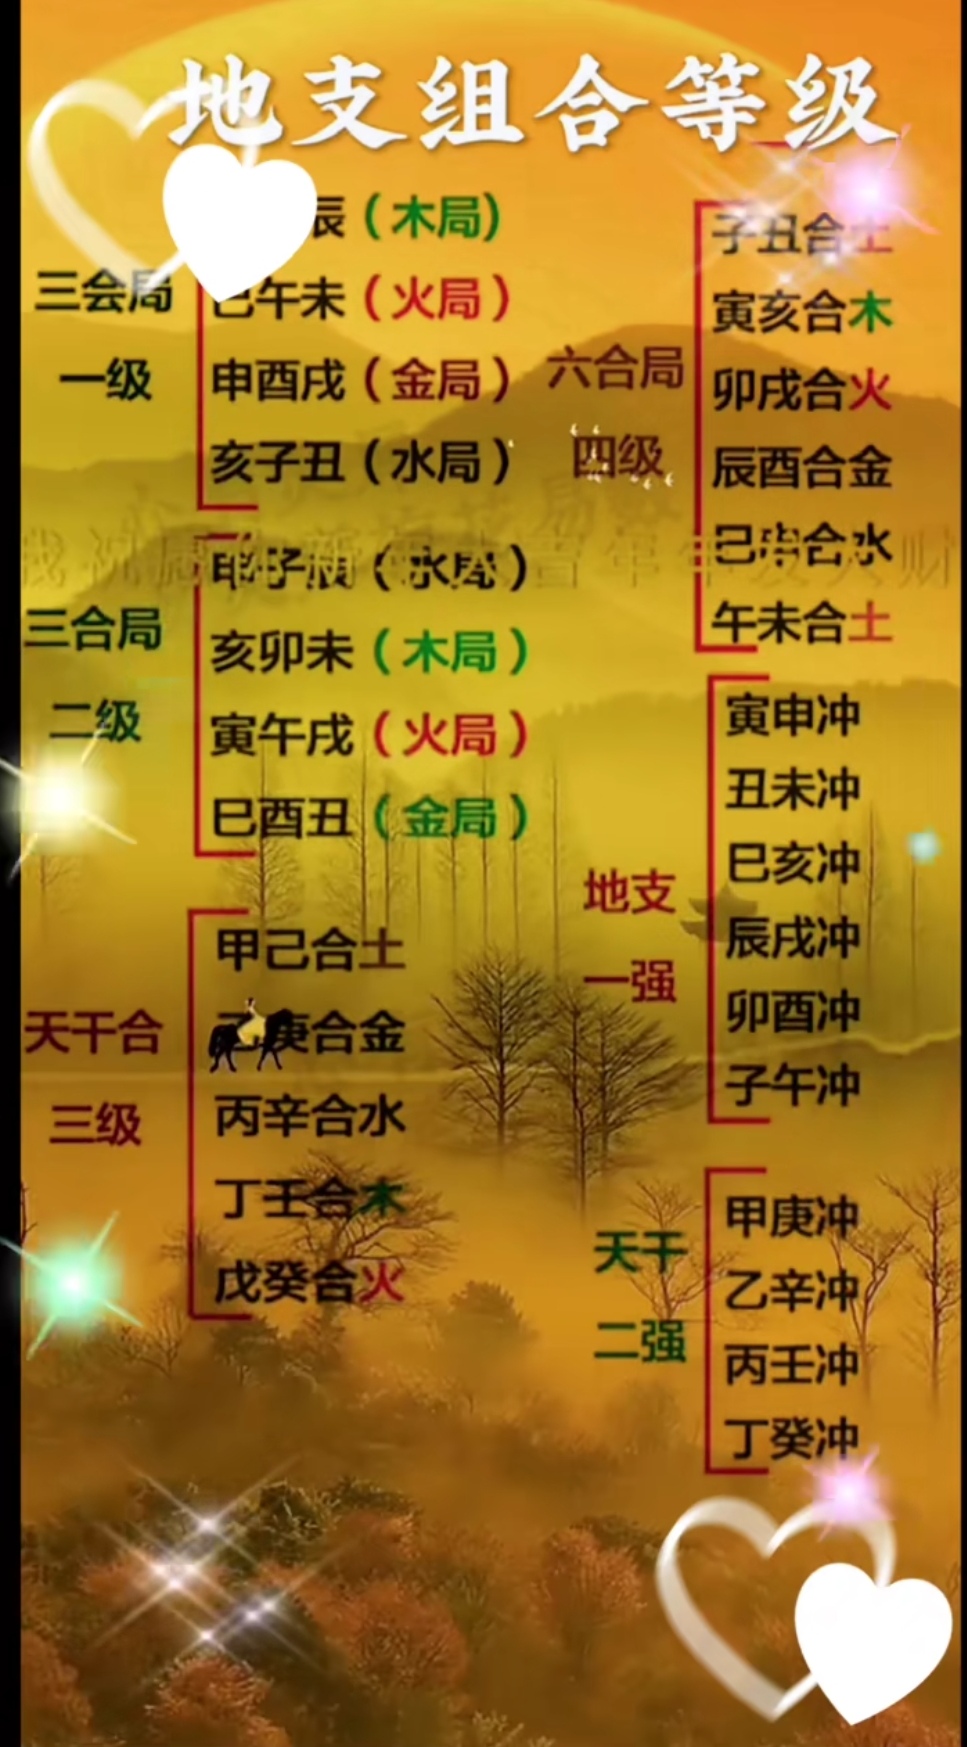 地支组合等级
三会局
一级
辰（木局）
巳午未（火局）
申酉戌（金局）
亥子丑（水局）
三合局
二级
申子辰（水局）
亥卯未（木局）
寅午戌（火局）
巳酉丑（金局）
天干合
三级
甲己合土
庚合金
丙辛合水
丁壬合木
戊癸合火
六合局
四级
子丑合土
寅亥合木
卯戌合火
辰酉合金
巳申合水
午未合土
地支
一强
寅申冲
丑未冲
巳亥冲
辰戌冲
卯酉冲
子午冲
天干
二强
甲庚冲
乙辛冲
丙壬冲
丁癸冲